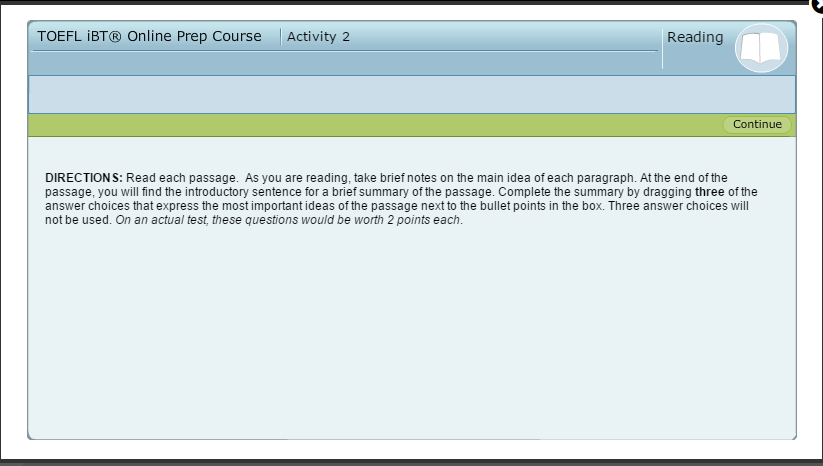 TOEFL iBT® Online Prep Course Activity 2 Reading
Continue
DIRECTIONS: Read each passage. As you are reading, take brief notes on the main idea of each paragraph. At the end of the
passage, you will find the introductory sentence for a brief summary of the passage. Complete the summary by dragging three of the
answer choices that express the most important ideas of the passage next to the bullet points in the box. Three answer choices will
not be used. On an actual test, these questions would be worth 2 points each.